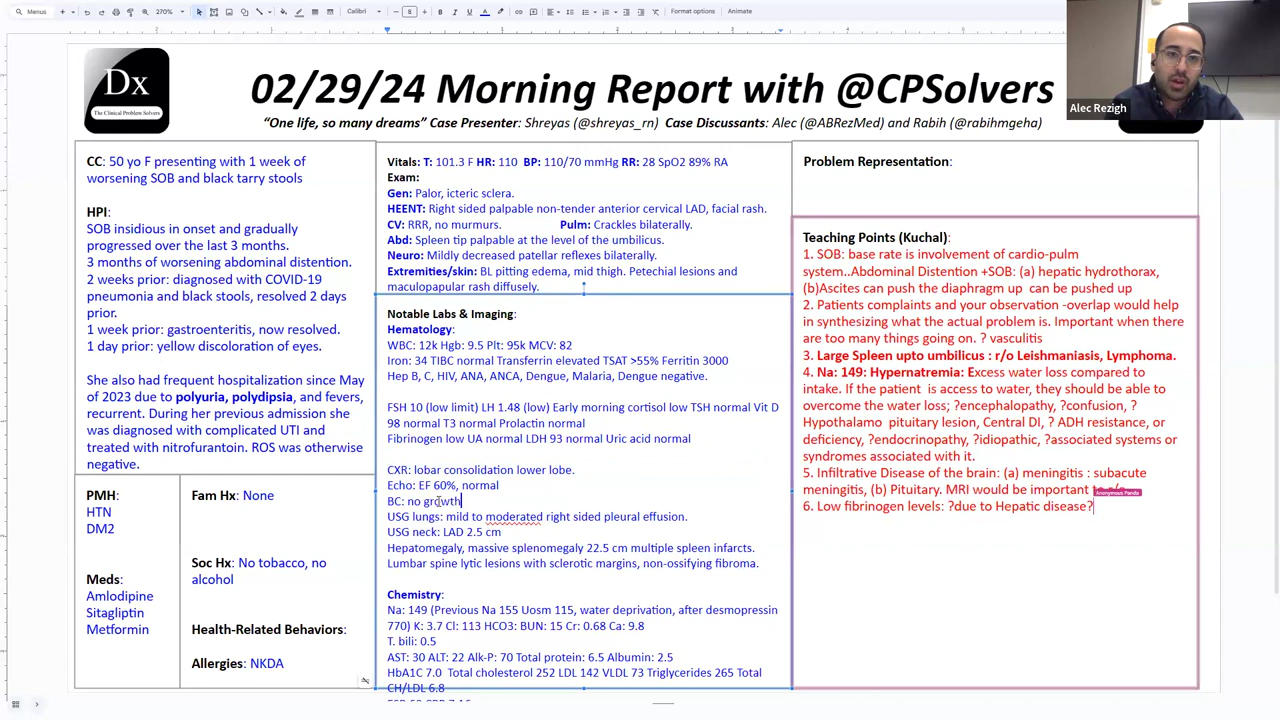 Menus
270%
Calibri
8
Format options
Animate
Dx
The Clinical Problem Solvers
02/29/24 Morning Report with @CPSolvers
“One life, so many dreams” Case Presenter: Shreyas (@shreyas_rn) Case Discussants: Alec (@ABRezMed) and Rabih (@rabihmgeha)
Alec Rezigh
CC: 50 yo F presenting with 1 week of
worsening SOB and black tarry stools
HPI:
SOB insidious in onset and gradually
progressed over the last 3 months.
3 months of worsening abdominal distention.
2 weeks prior: diagnosed with COVID-19
pneumonia and black stools, resolved 2 days
prior.
1 week prior: gastroenteritis, now resolved.
1 day prior: yellow discoloration of eyes.
She also had frequent hospitalization since May
of 2023 due to polyuria, polydipsia, and fevers,
recurrent. During her previous admission she
was diagnosed with complicated UTI and
treated with nitrofurantoin. ROS was otherwise
negative.
PMH:
HTN
DM2
Meds:
Amlodipine
Sitagliptin
Metformin
Fam Hx: None
Soc Hx: No tobacco, no
alcohol
Health-Related Behaviors:
Allergies: NKDA
Vitals: T: 101.3 F HR: 110 BP: 110/70 mmHg RR: 28 SpO2 89% RA
Exam:
Gen: Palor, icteric sclera.
HEENT: Right sided palpable non-tender anterior cervical LAD, facial rash.
CV: RRR, no murmurs. Pulm: Crackles bilaterally.
Abd: Spleen tip palpable at the level of the umbilicus.
Neuro: Mildly decreased patellar reflexes bilaterally.
Extremities/skin: BL pitting edema, mid thigh. Petechial lesions and
maculopapular rash diffusely.
Notable Labs & Imaging:
Hematology:
WBC: 12k Hgb: 9.5 Plt: 95k MCV: 82
Iron: 34 TIBC normal Transferrin elevated TSAT >55% Ferritin 3000
Hep B, C, HIV, ANA, ANCA, Dengue, Malaria, Dengue negative.
FSH 10 (low limit) LH 1.48 (low) Early morning cortisol low TSH normal Vit D
98 normal T3 normal Prolactin normal
Fibrinogen low UA normal LDH 93 normal Uric acid normal
CXR: lobar consolidation lower lobe.
Echo: EF 60%, normal
BC: no growth
USG lungs: mild to moderated right sided pleural effusion.
USG neck: LAD 2.5 cm
Hepatomegaly, massive splenomegaly 22.5 cm multiple spleen infarcts.
Lumbar spine lytic lesions with sclerotic margins, non-ossifying fibroma.
Chemistry:
Na: 149 (Previous Na 155 Uosm 115, water deprivation, after desmopressin
770) K: 3.7 Cl: 113 HCO3: BUN: 15 Cr: 0.68 Ca: 9.8
T. bili: 0.5
AST: 30 ALT: 22 Alk-P: 70 Total protein: 6.5 Albumin: 2.5
HbA1C 7.0 Total cholesterol 252 LDL 142 VLDL 73 Triglycerides 265 Total
CH/LDL 6.8
Problem Representation:
Teaching Points (Kuchal):
1. SOB: base rate is involvement of cardio-pulm
system..Abdominal Distention +SOB: (a) hepatic hydrothorax,
(b)Ascites can push the diaphragm up can be pushed up
2. Patients complaints and your observation -overlap would help
in synthesizing what the actual problem is. Important when there
are too many things going on. ? vasculitis
3. Large Spleen upto umbilicus : r/o Leishmaniasis, Lymphoma.
4. Na: 149: Hypernatremia: Excess water loss compared to
intake. If the patient is access to water, they should be able to
overcome the water loss; ?encephalopathy, ?confusion, ?
Hypothalamo pituitary lesion, Central DI, ? ADH resistance, or
deficiency, ?endocrinopathy, ?idiopathic, ?associated systems or
syndromes associated with it.
5. Infiltrative Disease of the brain: (a) meningitis : subacute
meningitis, (b) Pituitary. MRI would be important to
Anonymous Panda
6. Low fibrinogen levels: ?due to Hepatic disease?